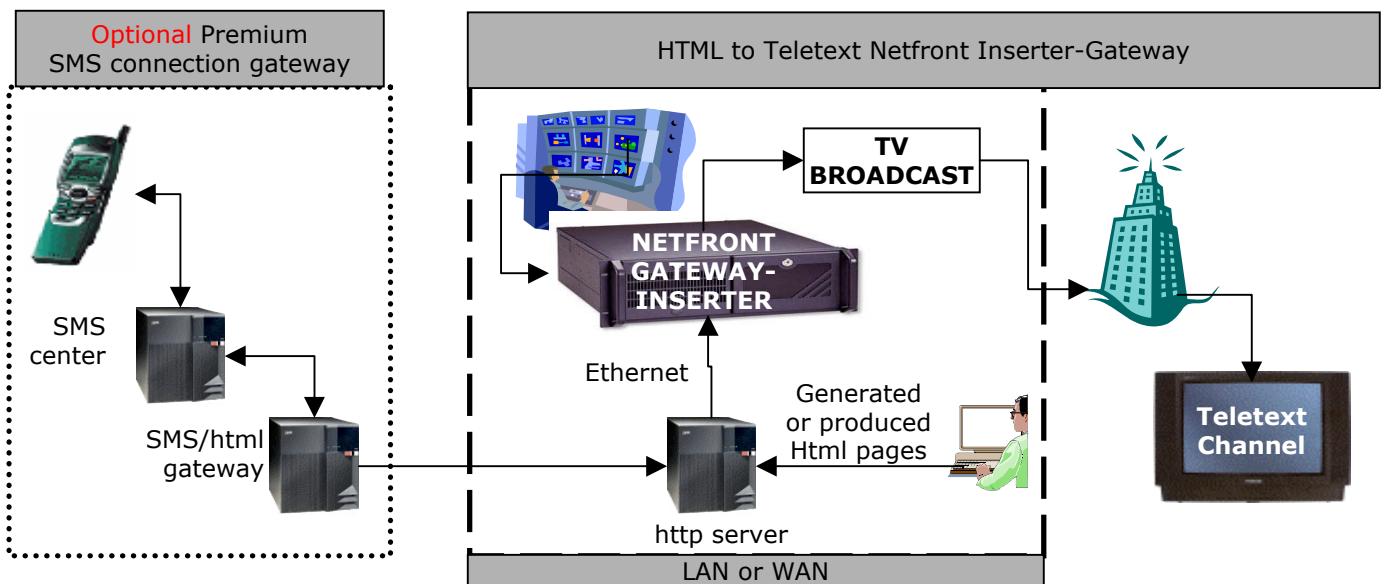 Optional Premium
SMS connection gateway
HTML to Teletext Netfront Inserter-Gateway
TV
BROADCAST
NETFRONT
GATEWAY-
INSERTER
SMS
center
Ethernet
Generated
or produced
Html pages
SMS/html
gateway
Teletext
Channel
http server
LAN or WAN